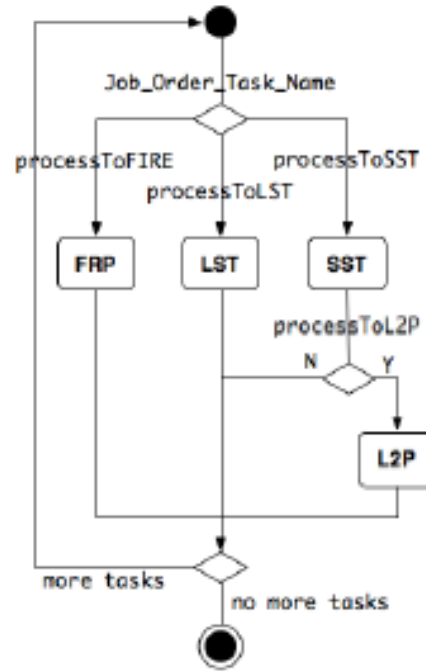 Job_Order_Task_Name
processToFIRE
processToSST
processToLST
FRP
LST
SST
processToL2P
N
Y
L2P
more tasks
no more tasks